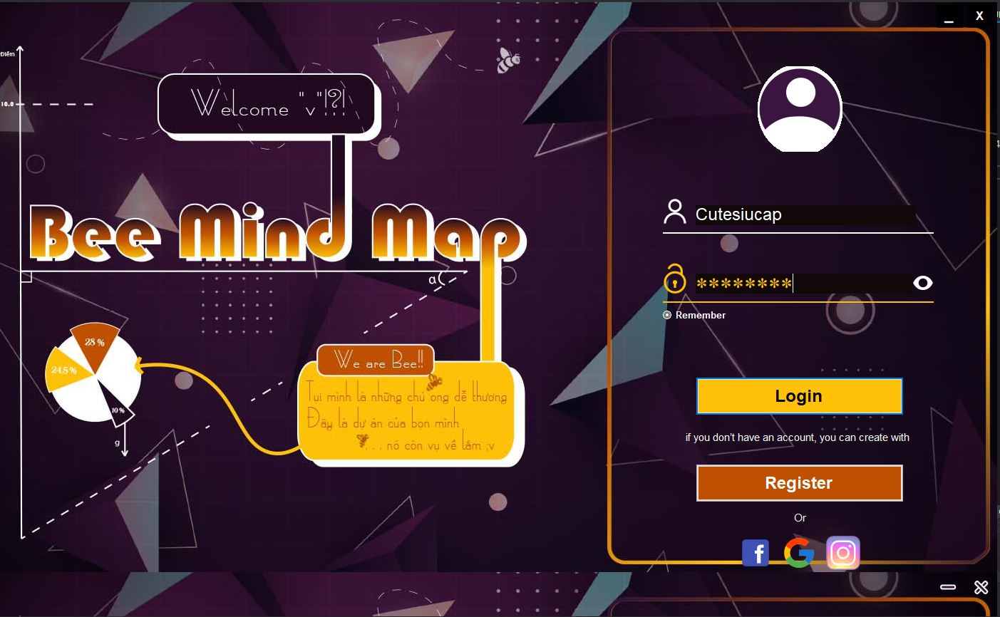 X
Điểm
10.0
Welcome "v"!?!
Bee Mind Map
α
28 %
24.5 %
10 %
g
We are Bee!!
Tụi mình là những chú ong dễ thương
Đây là dự án của bọn mình
. . . nó còn vụ về lắm ;v
Cutesiucap
********
Remember
Login
if you don't have an account, you can create with
Register
Or